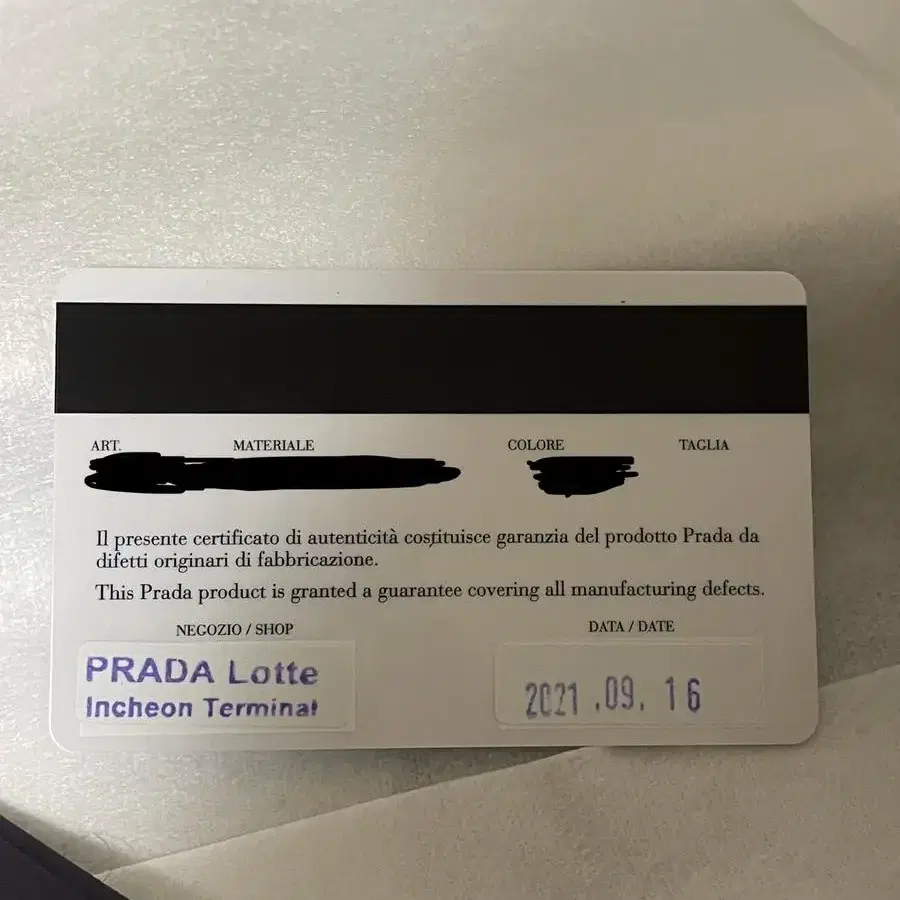 ART. MATERIALE COLORE TAGLIA
Il presente certificato di autenticità costituisce garanzia del prodotto Prada da
difetti originari di fabbricazione.
This Prada product is granted a guarantee covering all manufacturing defects.
NEGOZIO / SHOP DATA / DATE
PRADA Lotte
Incheon Terminal
2021 .09. 16